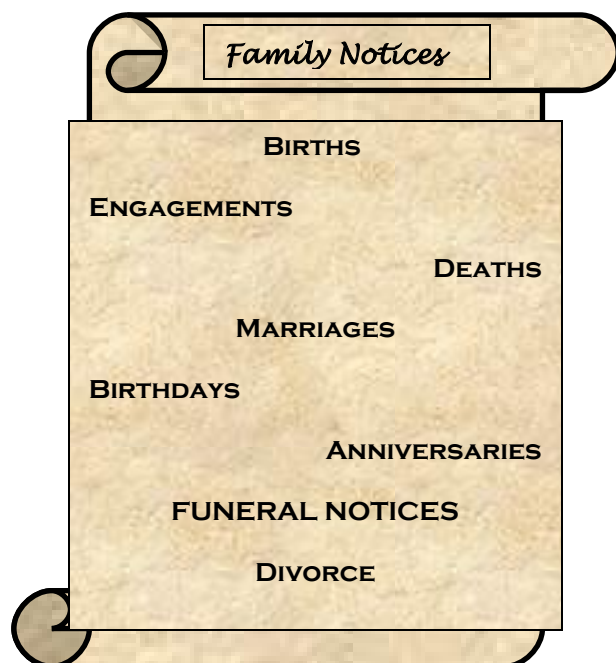 Family Notices
Births
Engagements
Deaths
Marriages
Birthdays
Anniversaries
FUNERAL NOTICES
Divorce